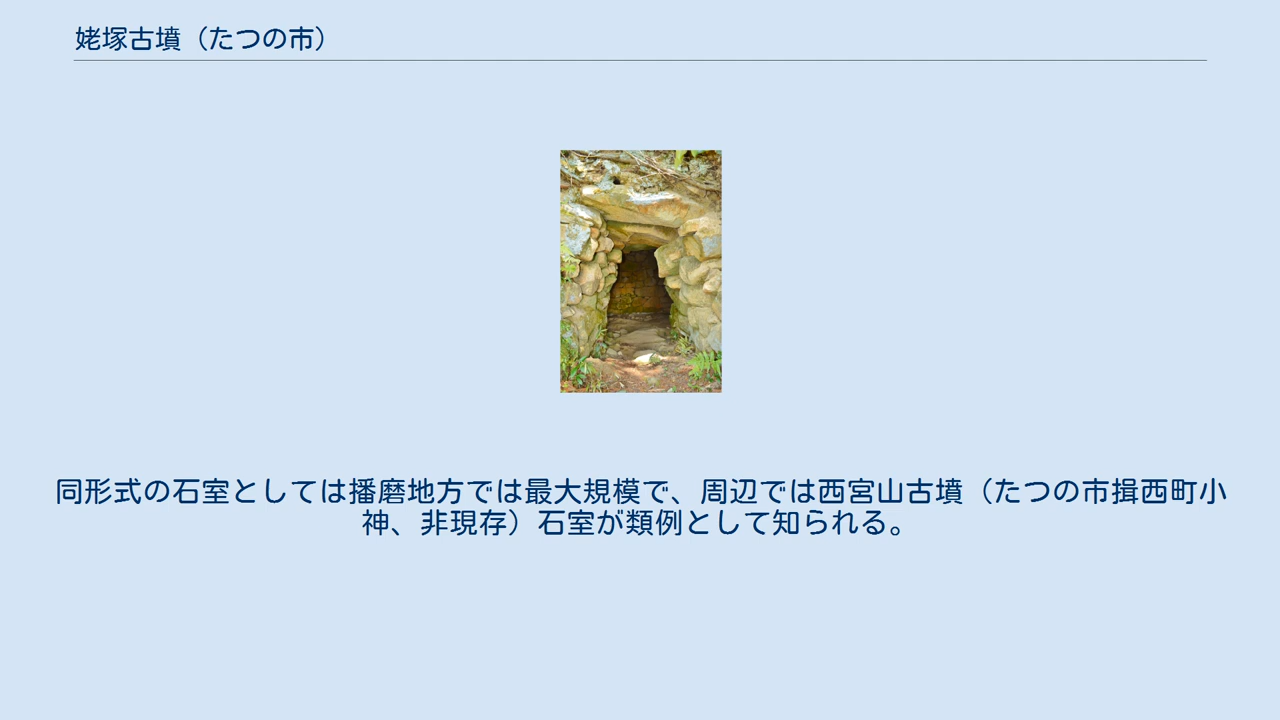 姥塚古墳（たつの市）
同形式の石室としては播磨地方では最大規模で、周辺では西宮山古墳（たつの市揖西町小
神、非現存）石室が類例として知られる。